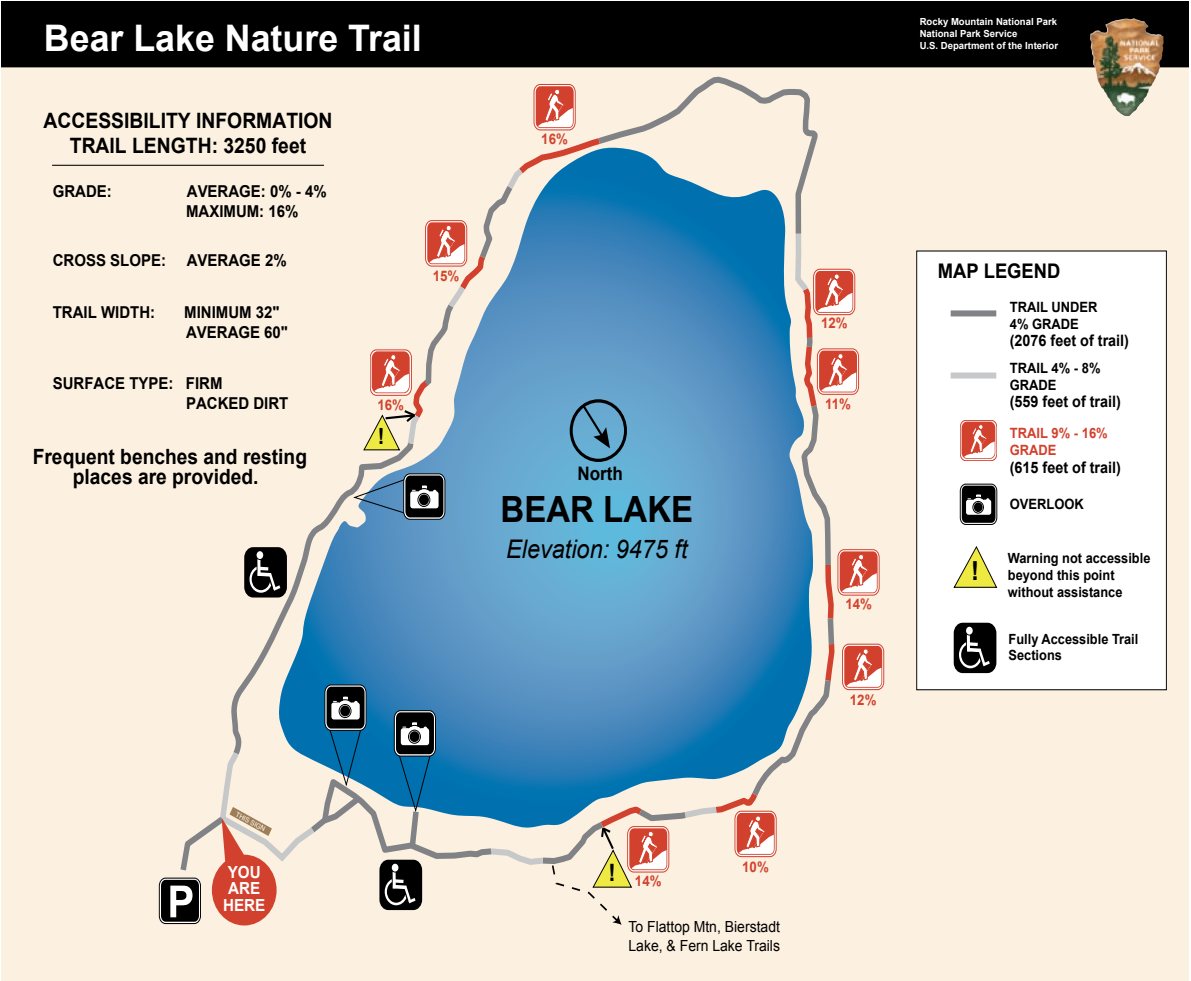 Bear Lake Nature Trail
Rocky Mountain National Park
National Park Service
U.S. Department of the Interior
NATIONAL
PARK
SERVICE
ACCESSIBILITY INFORMATION
TRAIL LENGTH: 3250 feet
GRADE: AVERAGE: 0% - 4%
MAXIMUM: 16%
CROSS SLOPE: AVERAGE 2%
TRAIL WIDTH: MINIMUM 32"
AVERAGE 60"
SURFACE TYPE: FIRM
PACKED DIRT
Frequent benches and resting
places are provided.
16%
15%
16%
!
12%
11%
14%
12%
10%
14%
!
North
BEAR LAKE
Elevation: 9475 ft
THIS SIGN
YOU
ARE
HERE
P
To Flattop Mtn, Bierstadt
Lake, & Fern Lake Trails
MAP LEGEND
TRAIL UNDER
4% GRADE
(2076 feet of trail)
TRAIL 4% - 8%
GRADE
(559 feet of trail)
TRAIL 9% - 16%
GRADE
(615 feet of trail)
OVERLOOK
!
Warning not accessible
beyond this point
without assistance
Fully Accessible Trail
Sections